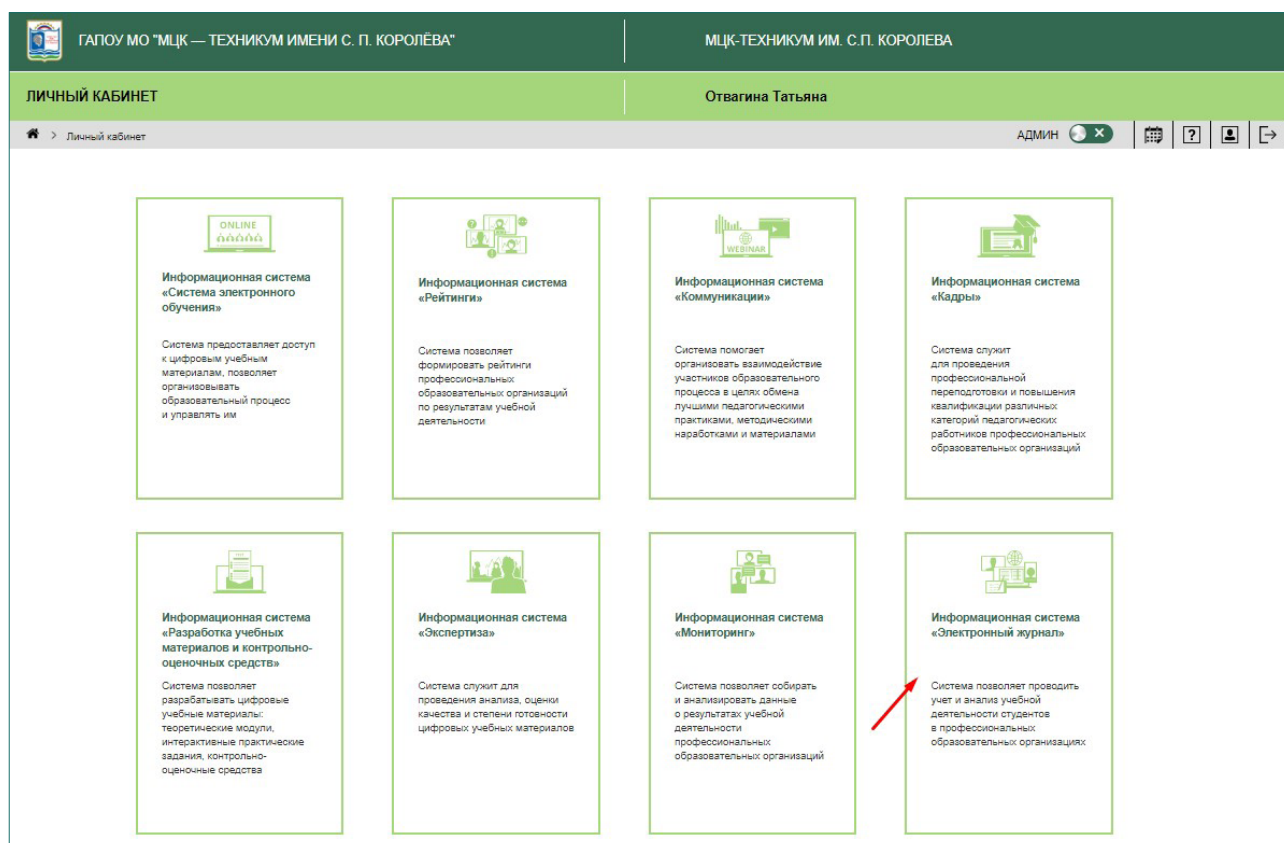 ГАПОУ МО "МЦК — ТЕХНИКУМ ИМЕНИ С. П. КОРОЛЁВА"
МЦК-ТЕХНИКУМ ИМ. С.П. КОРОЛЕВА
ЛИЧНЫЙ КАБИНЕТ
Отвагина Татьяна
> Личный кабинет
АДМИН
ONLINE
Информационная система
«Система электронного
обучения»
Система предоставляет доступ
к цифровым учебным
материалам, позволяет
организовывать
образовательный процесс
и управлять им
Информационная система
«Рейтинги»
Система позволяет
формировать рейтинги
профессиональных
образовательных организаций
по результатам учебной
деятельности
WEBINAR
Информационная система
«Коммуникации»
Система помогает
организовать взаимодействие
участников образовательного
процесса в целях обмена
лучшими педагогическими
практиками, методическими
наработками и материалами
Информационная система
«Кадры»
Система служит
для проведения
профессиональной
переподготовки и повышения
квалификации различных
категорий педагогических
работников профессиональных
образовательных организаций
Информационная система
«Разработка учебных
материалов и контрольно-
оценочных средств»
Система позволяет
разрабатывать цифровые
учебные материалы:
теоретические модули,
интерактивные практические
задания, контрольно-
оценочные средства
Информационная система
«Экспертиза»
Система служит для
проведения анализа, оценки
качества и степени готовности
цифровых учебных материалов
Информационная система
«Мониторинг»
Система позволяет собирать
и анализировать данные
о результатах учебной
деятельности
профессиональных
образовательных организаций
Информационная система
«Электронный журнал»
Система позволяет проводить
учет и анализ учебной
деятельности студентов
в профессиональных
образовательных организациях